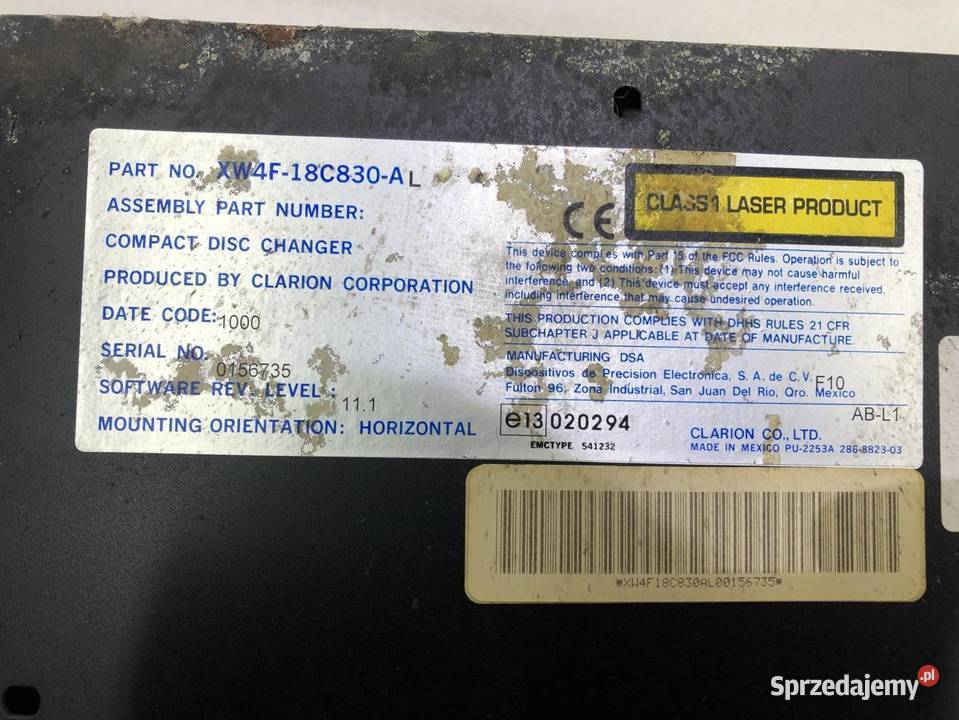 PART NO. XW4F-18C830-AL
ASSEMBLY PART NUMBER:
COMPACT DISC CHANGER
PRODUCED BY CLARION CORPORATION
DATE CODE: 1000
SERIAL NO. 0156735
SOFTWARE REV. LEVEL : 11.1
MOUNTING ORIENTATION: HORIZONTAL
CE
CLASS 1 LASER PRODUCT
This device complies with Part 15 of the FCC Rules. Operation is subject to
the following two conditions: (1) This device may not cause harmful
interference, and (2) This device must accept any interference received,
including interference that may cause undesired operation.
THIS PRODUCTION COMPLIES WITH DHHS RULES 21 CFR
SUBCHAPTER J APPLICABLE AT DATE OF MANUFACTURE.
MANUFACTURING DSA
Dispositivos de Precision Electronica, S. A. de C. V. F10
Fulton 96, Zona Industrial, San Juan Del Rio, Qro. Mexico
e13 020294
AB-L1
EMCTYPE 541232
CLARION CO., LTD.
MADE IN MEXICO PU-2253A 286-8823-03
*XW4F18C830AL00156735*
Sprzedajemy.pl